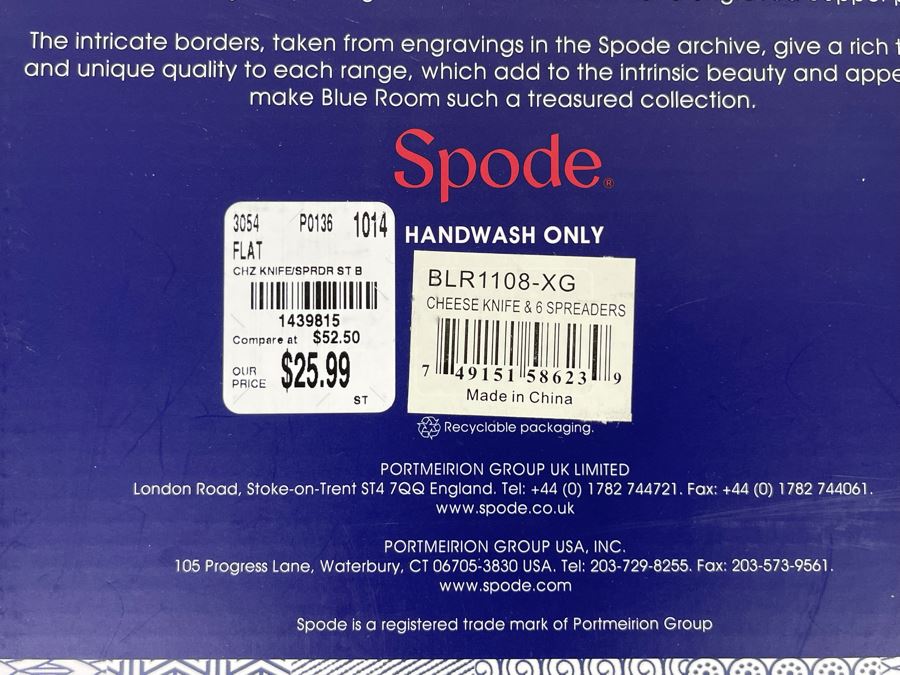 The intricate borders, taken from engravings in the Spode archive, give a rich
and unique quality to each range, which add to the intrinsic beauty and appe
make Blue Room such a treasured collection.
Spode®
3054 P0136 1014
FLAT
CHZ KNIFE/SPRDR ST B
1439815
Compare at $52.50
OUR PRICE $25.99
ST
HANDWASH ONLY
BLR1108-XG
CHEESE KNIFE & 6 SPREADERS
7 49151 58623 9
Made in China
Recyclable packaging.
PORTMEIRION GROUP UK LIMITED
London Road, Stoke-on-Trent ST4 7QQ England. Tel: +44 (0) 1782 744721. Fax: +44 (0) 1782 744061.
www.spode.co.uk
PORTMEIRION GROUP USA, INC.
105 Progress Lane, Waterbury, CT 06705-3830 USA. Tel: 203-729-8255. Fax: 203-573-9561.
www.spode.com
Spode is a registered trade mark of Portmeirion Group